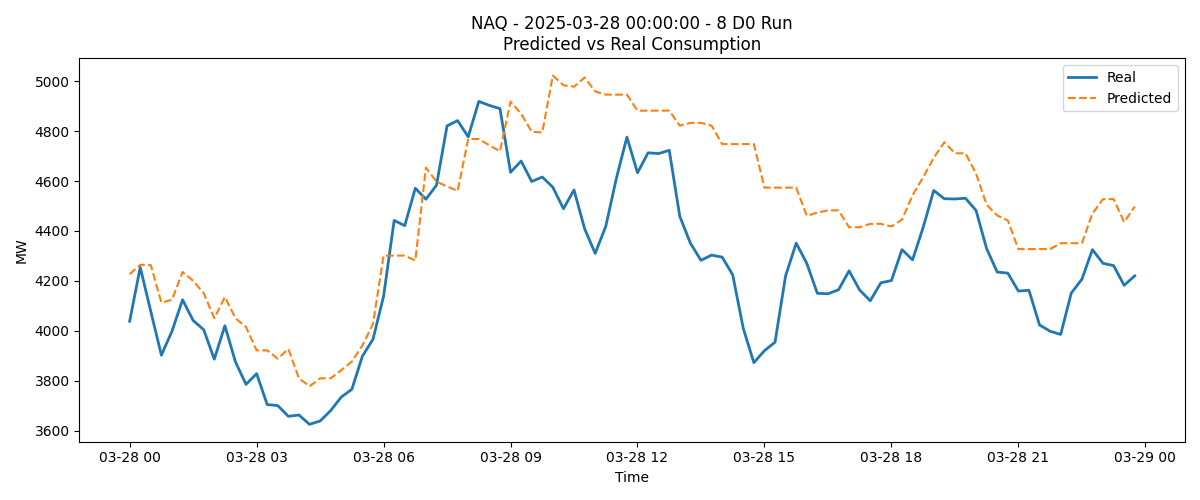 NAQ - 2025-03-28 00:00:00 - 8 D0 Run
Predicted vs Real Consumption
Real
Predicted
MW
5000
4800
4600
4400
4200
4000
3800
3600
03-28 00
03-28 03
03-28 06
03-28 09
03-28 12
03-28 15
03-28 18
03-28 21
03-29 00
Time